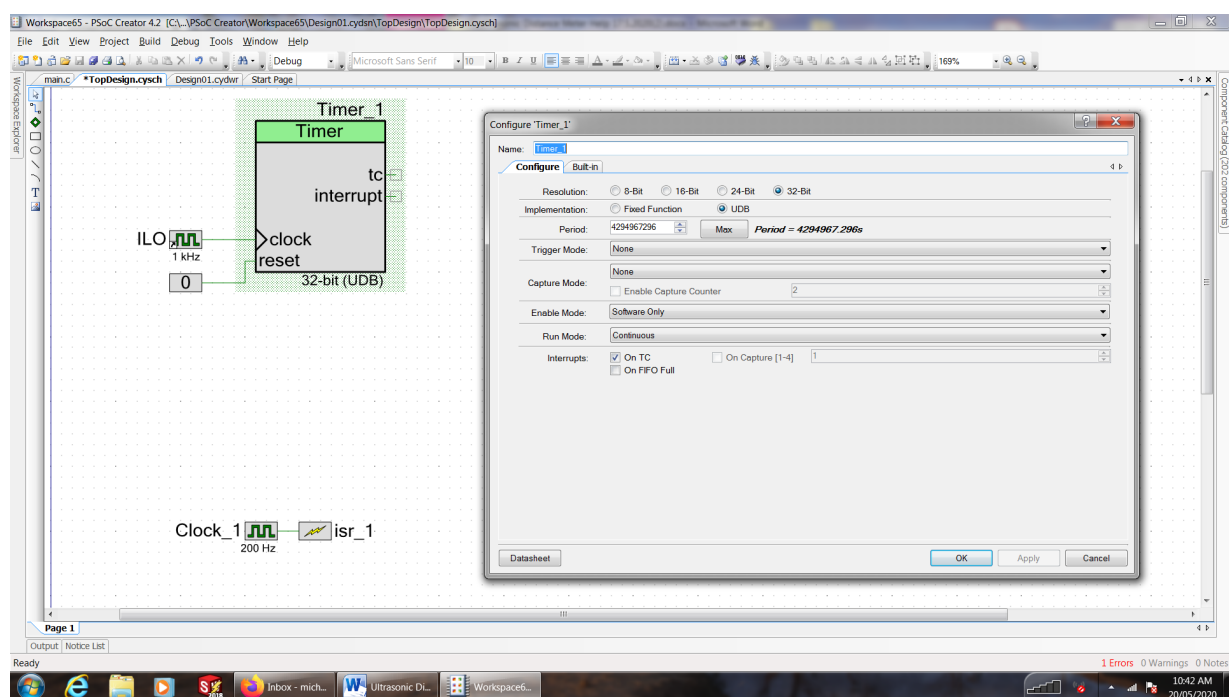 Workspace65 - PSoC Creator 4.2 [C:\...\PSoC Creator\Workspace65\Design01.cydsn\TopDesign\TopDesign.cysch]
File Edit View Project Build Debug Tools Window Help
Debug Microsoft Sans Serif 10 B I U 169%
main.c *TopDesign.cysch Design01.cydwr Start Page
Workspace Explorer
Component Catalog (202 components)
T
Timer_1
Timer
tc
interrupt
ILO
1 kHz
clock
reset
0
32-bit (UDB)
Clock_1
200 Hz
isr_1
Configure 'Timer_1'
Name: Timer_1
Configure Built-in
Resolution: 8-Bit 16-Bit 24-Bit 32-Bit
Implementation: Fixed Function UDB
Period: 4294967296 Max Period = 4294967.296s
Trigger Mode: None
Capture Mode: None
Enable Capture Counter 2
Enable Mode: Software Only
Run Mode: Continuous
Interrupts: On TC On Capture [1-4] 1
On FIFO Full
Datasheet OK Apply Cancel
Page 1
Output Notice List
Ready 1 Errors 0 Warnings 0 Notes
Inbox - mich... Ultrasonic Di... Workspace6...
10:42 AM
20/05/2020